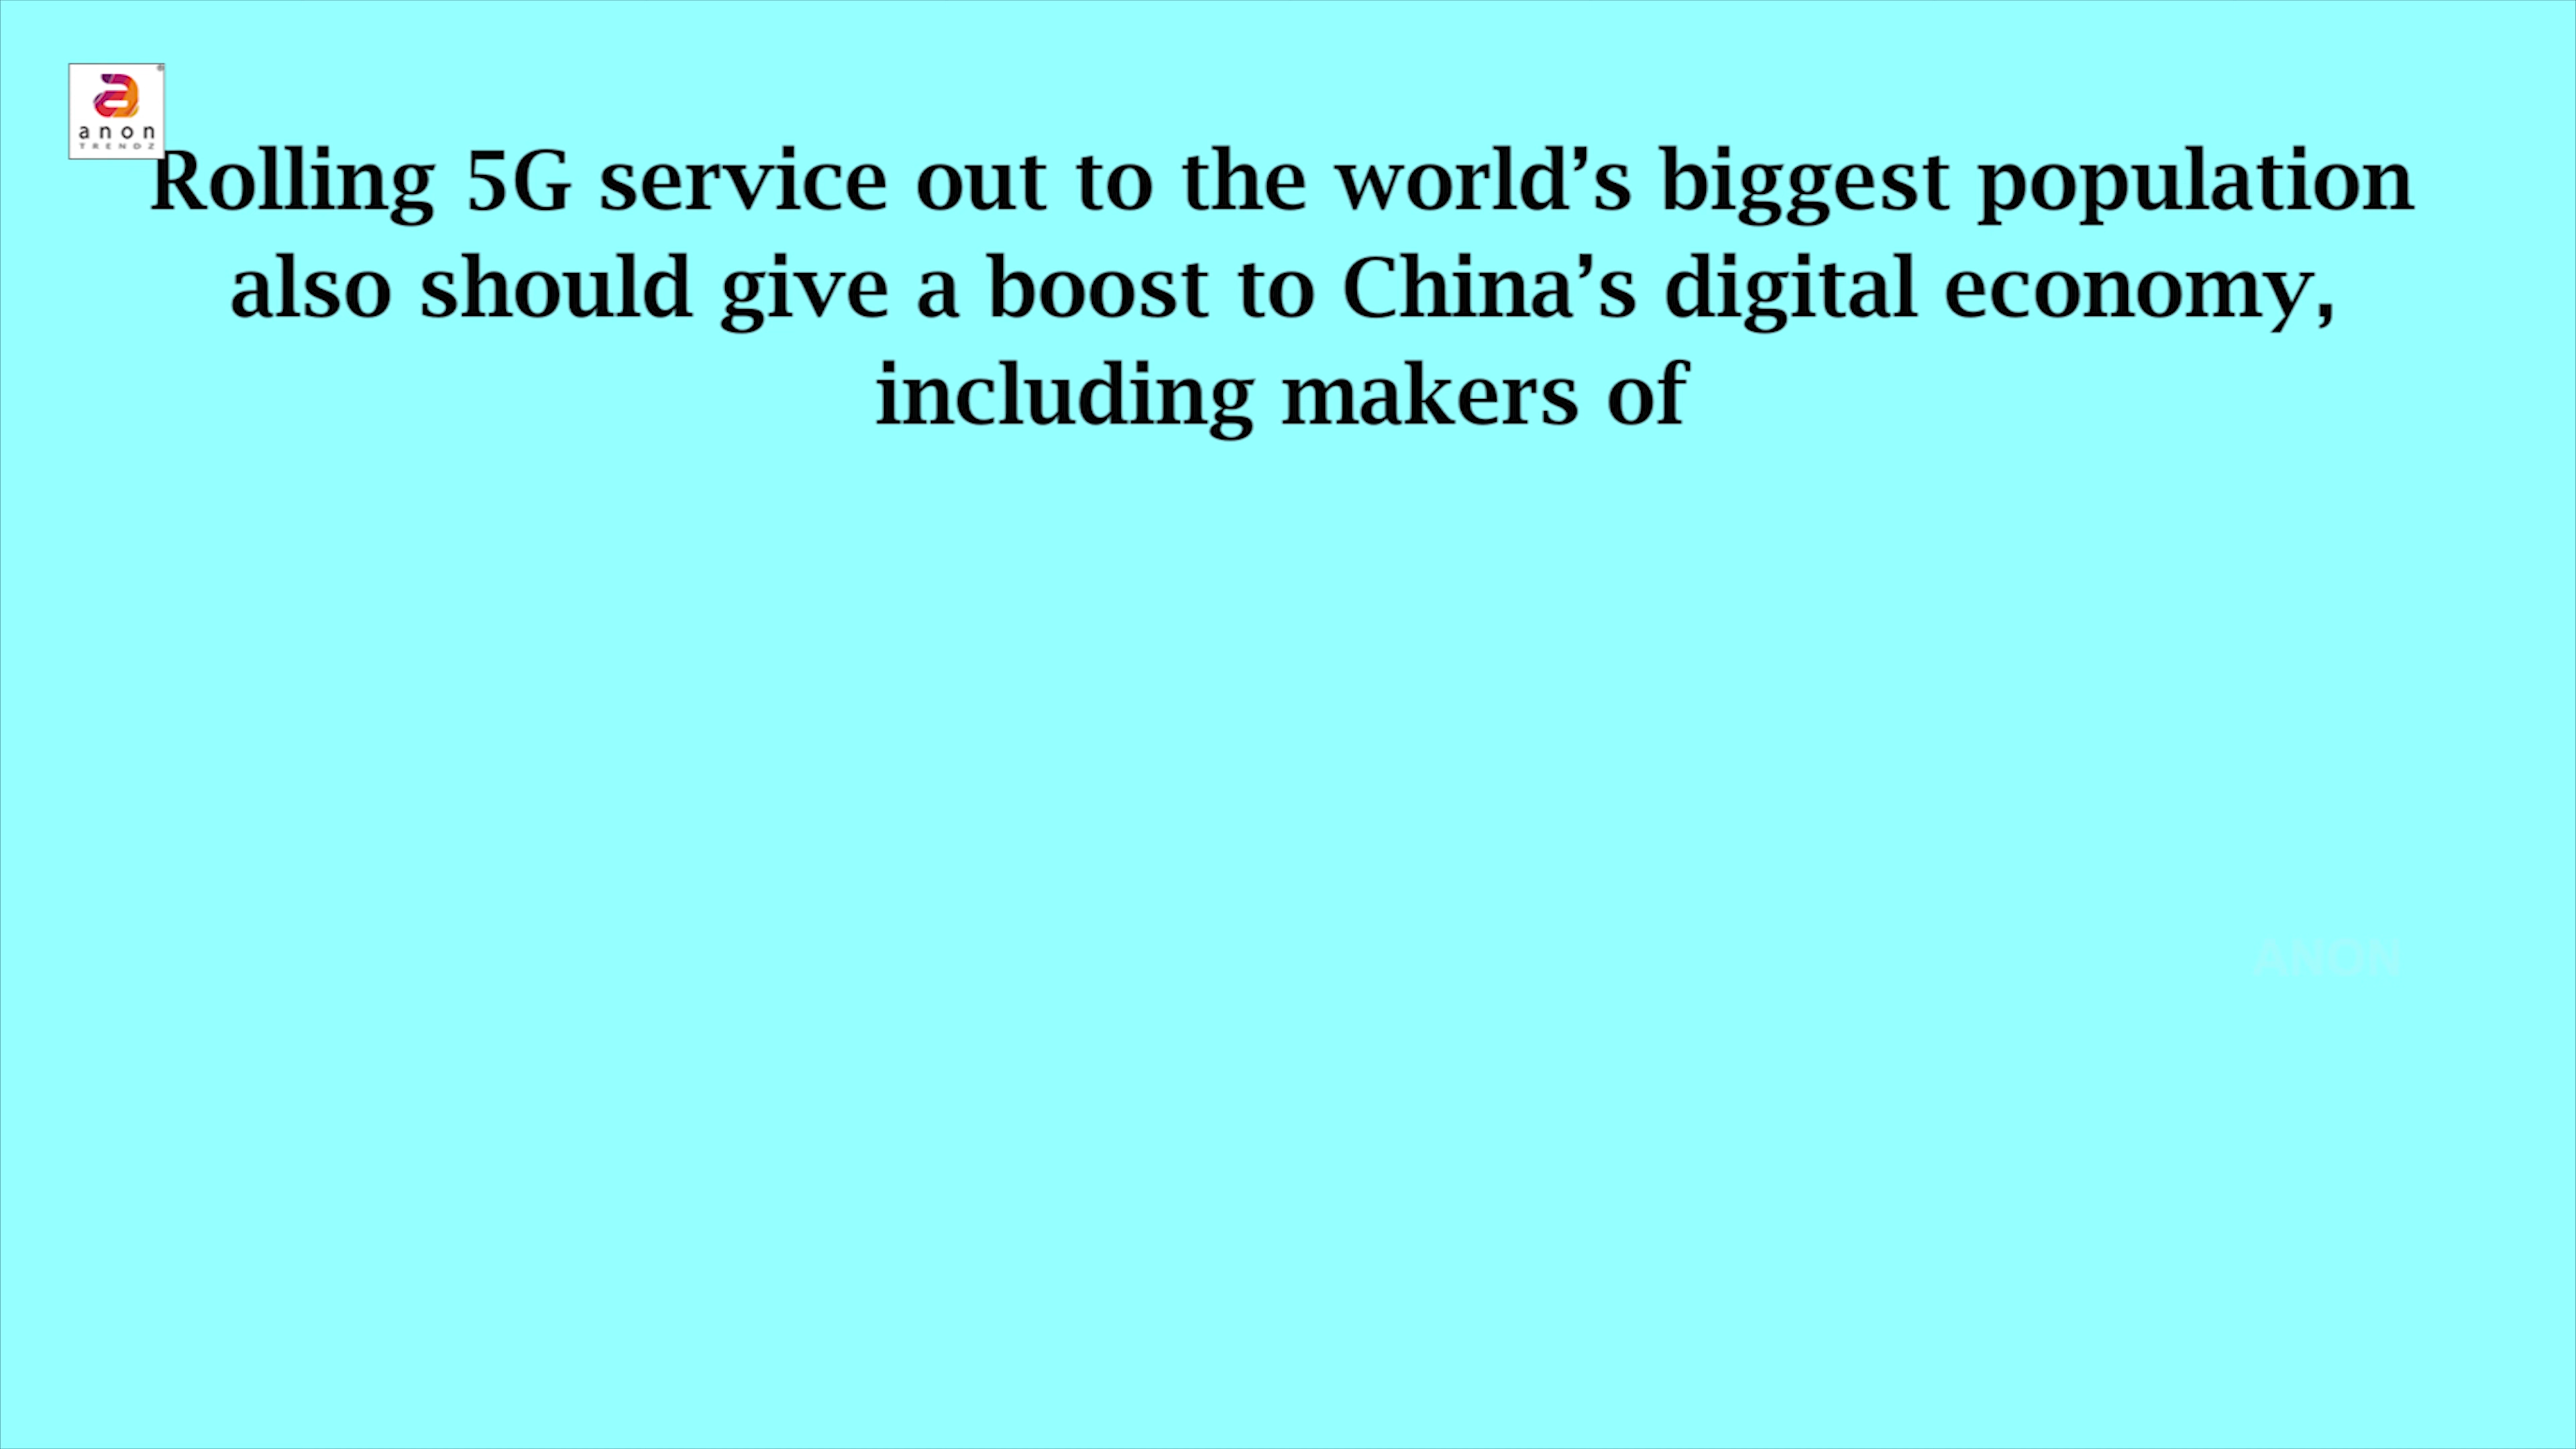 anon
TRENDZ
Rolling 5G service out to the world’s biggest population
also should give a boost to China’s digital economy,
including makers of
ANON